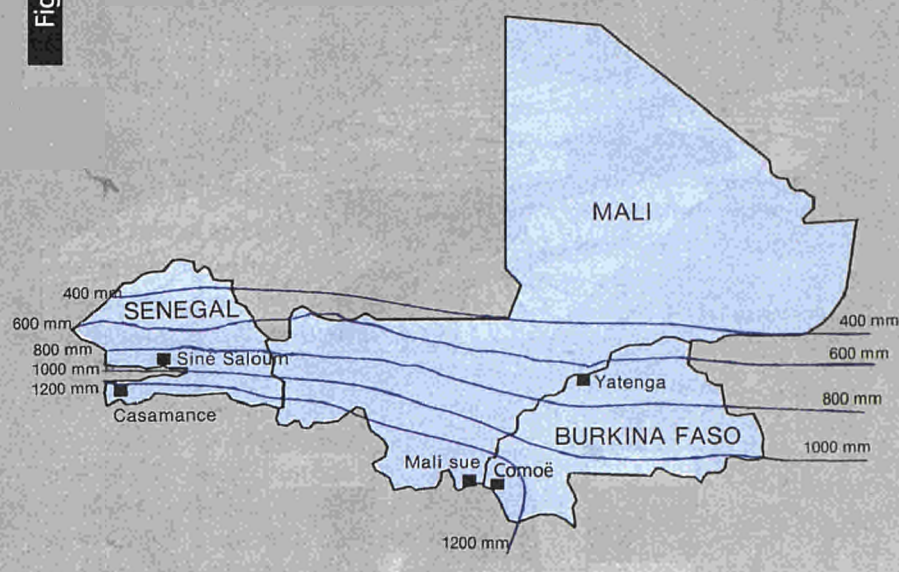 Fig
MALI
400 mm
SENEGAL
600 mm
400 mm
800 mm
Siné Saloum
600 mm
1000 mm
1200 mm
Yatenga
800 mm
Casamance
BURKINA FASO
1000 mm
Mali sue
Comoë
1200 mm